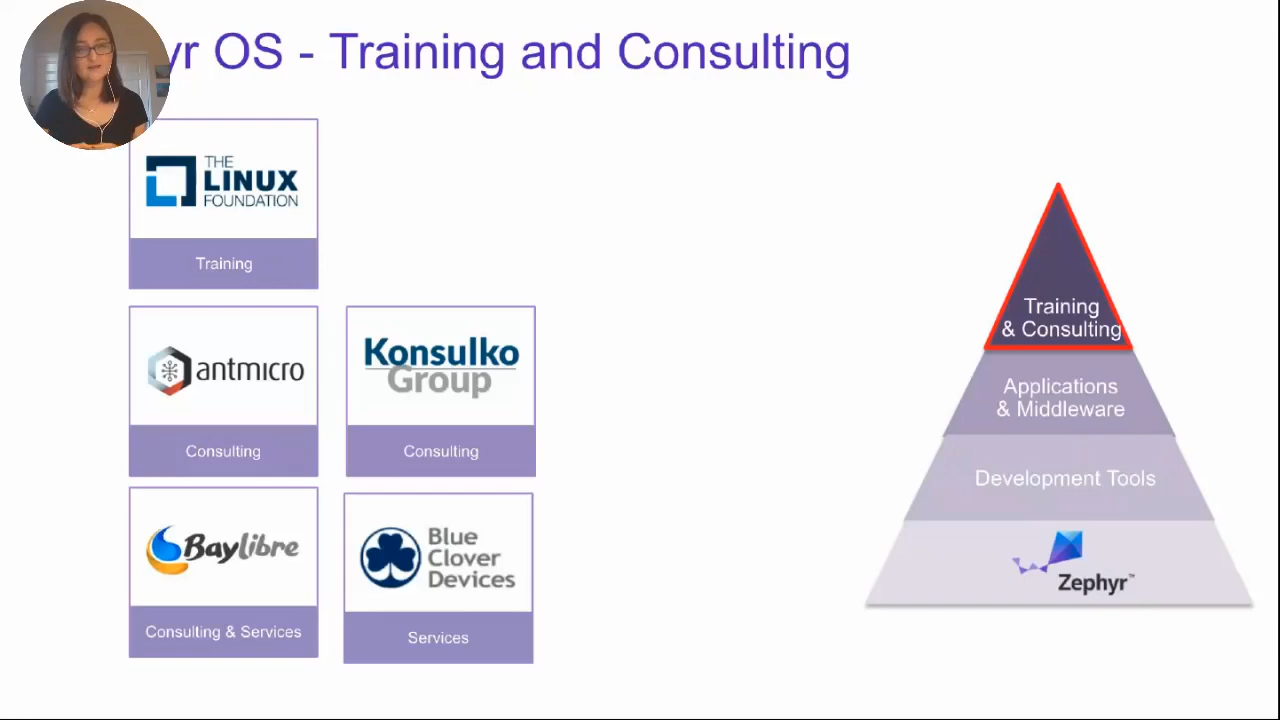 yr OS - Training and Consulting
THE
LINUX
FOUNDATION
Training
antmicro
Consulting
Konsulko
Group
Consulting
Baylibre
Consulting & Services
Blue
Clover
Devices
Services
Training
& Consulting
Applications
& Middleware
Development Tools
Zephyr™